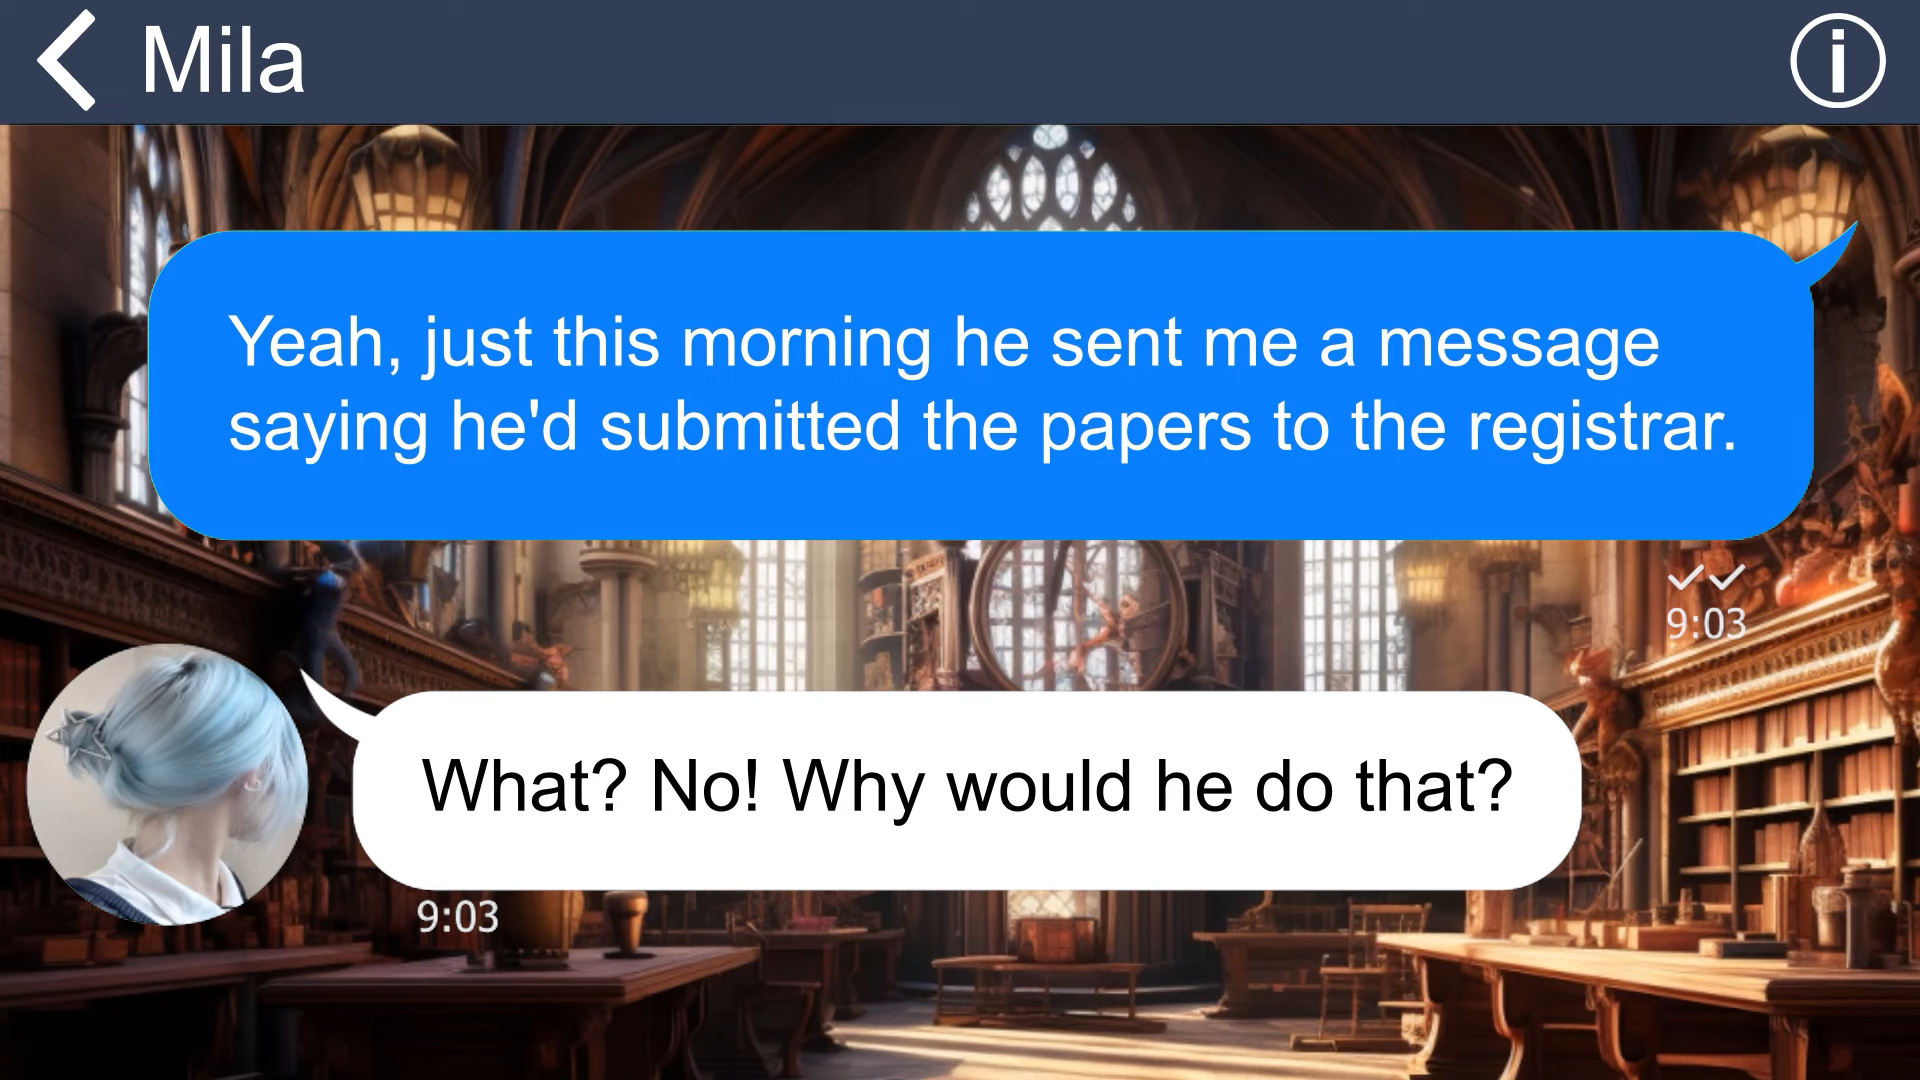 Mila
Yeah, just this morning he sent me a message
saying he'd submitted the papers to the registrar.
9:03
What? No! Why would he do that?
9:03